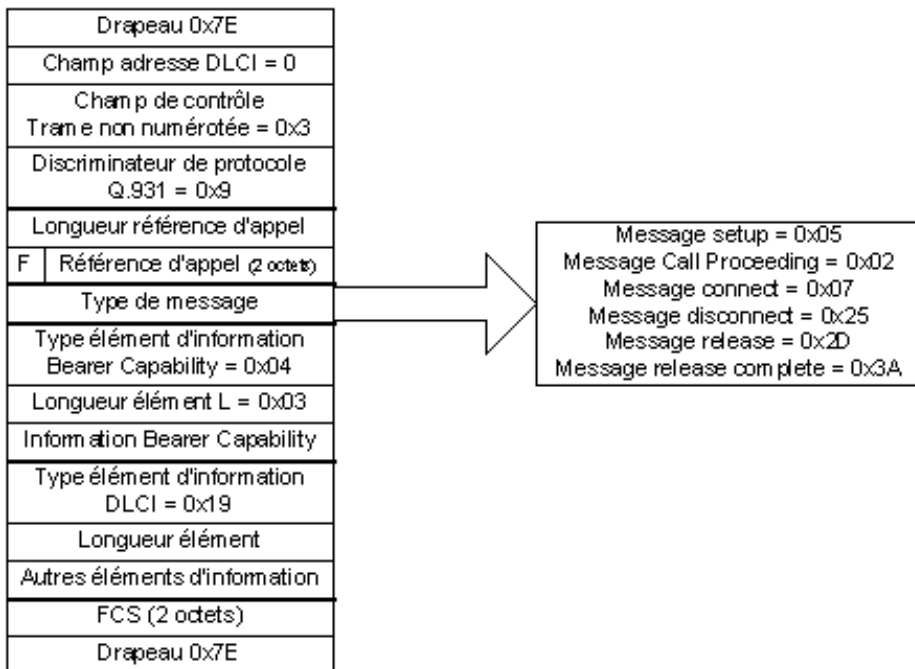 Drapeau 0x7E
Champ adresse DLCI = 0
Champ de contrôle
Trame non numérotée = 0x3
Discriminateur de protocole
Q.931 = 0x9
Longueur référence d'appel
F Référence d'appel (2 octets)
Type de message
Type élément d'information
Bearer Capability = 0x04
Longueur élément L = 0x03
Information Bearer Capability
Type élément d'information
DLCI = 0x19
Longueur élément
Autres éléments d'information
FCS (2 octets)
Drapeau 0x7E
Message setup = 0x05
Message Call Proceeding = 0x02
Message connect = 0x07
Message disconnect = 0x25
Message release = 0x2D
Message release complete = 0x3A